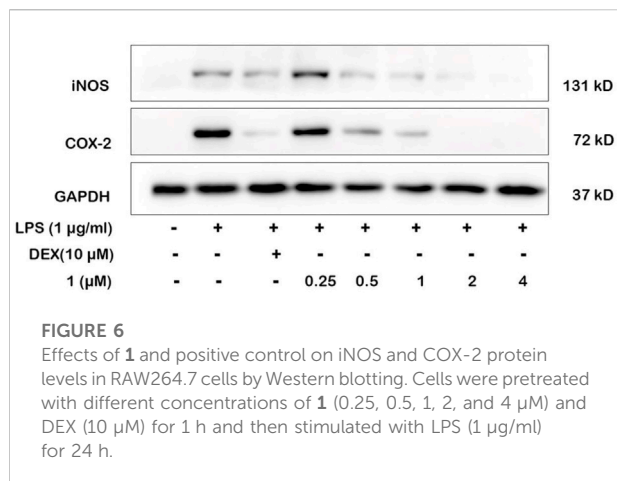 iNOS 131 kD
COX-2 72 kD
GAPDH 37 kD
LPS (1 µg/ml) - + + + + + + +
DEX(10 µM) - - + - - - - -
1 (µM) - - - 0.25 0.5 1 2 4
FIGURE 6
Effects of 1 and positive control on iNOS and COX-2 protein
levels in RAW264.7 cells by Western blotting. Cells were pretreated
with different concentrations of 1 (0.25, 0.5, 1, 2, and 4 µM) and
DEX (10 µM) for 1 h and then stimulated with LPS (1 µg/ml)
for 24 h.